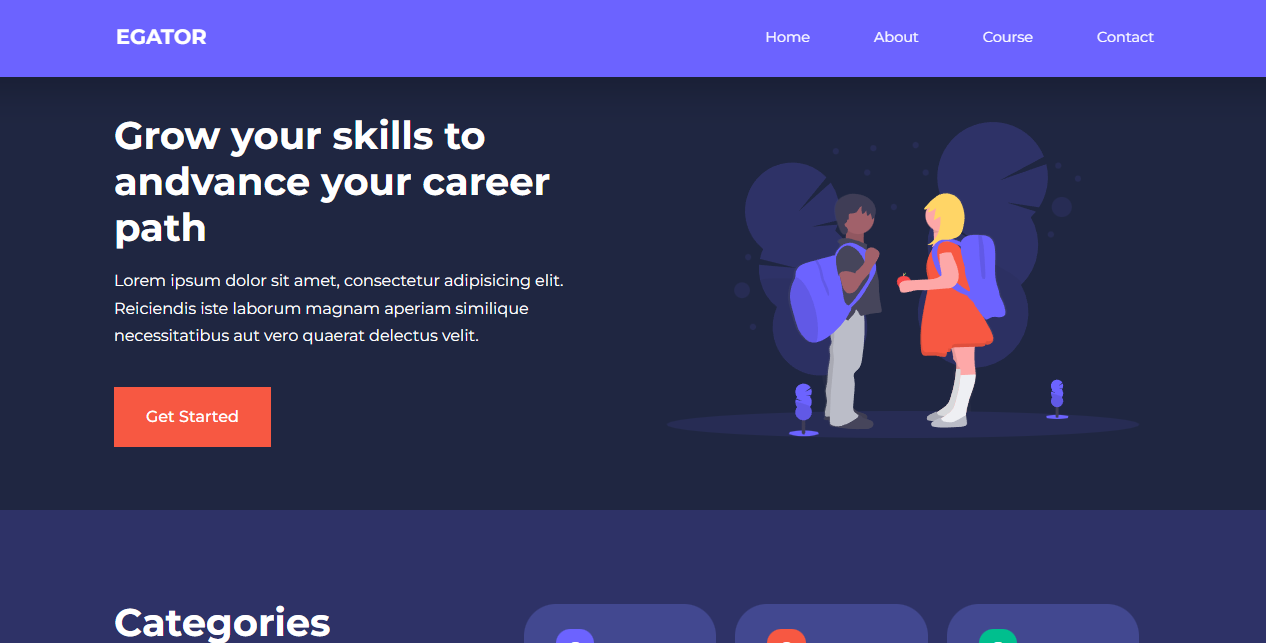 EGATOR
Home
About
Course
Contact
Grow your skills to
andvance your career
path
Lorem ipsum dolor sit amet, consectetur adipisicing elit.
Reiciendis iste laborum magnam aperiam similique
necessitatibus aut vero quaerat delectus velit.
Get Started
Categories